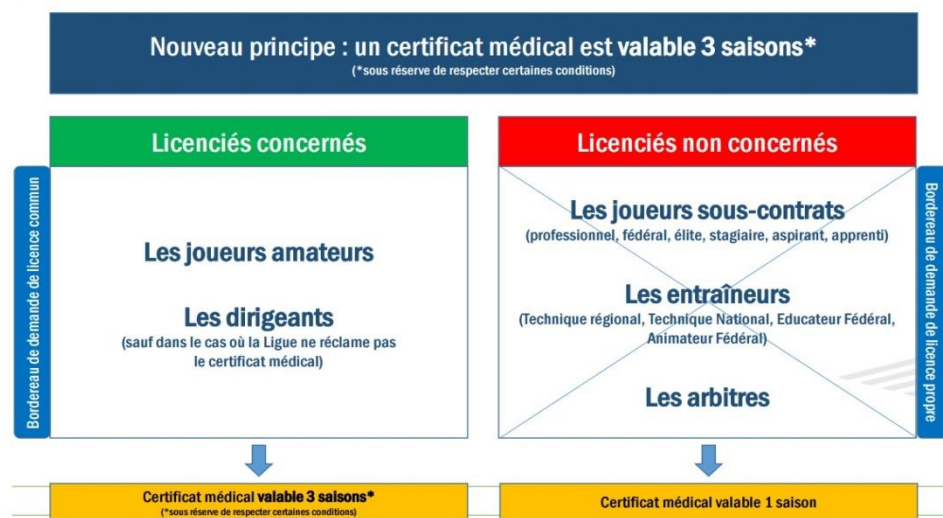 Nouveau principe : un certificat médical est valable 3 saisons*
(*sous réserve de respecter certaines conditions)
Licenciés concernés
Bordereau de demande de licence commun
Les joueurs amateurs
Les dirigeants
(sauf dans le cas où la Ligue ne réclame pas
le certificat médical)
Certificat médical valable 3 saisons*
(*sous réserve de respecter certaines conditions)
Licenciés non concernés
Les joueurs sous-contrats
(professionnel, fédéral, élite, stagiaire, aspirant, apprenti)
Les entraîneurs
(Technique régional, Technique National, Educateur Fédéral,
Animateur Fédéral)
Les arbitres
Bordereau de demande de licence propre
Certificat médical valable 1 saison